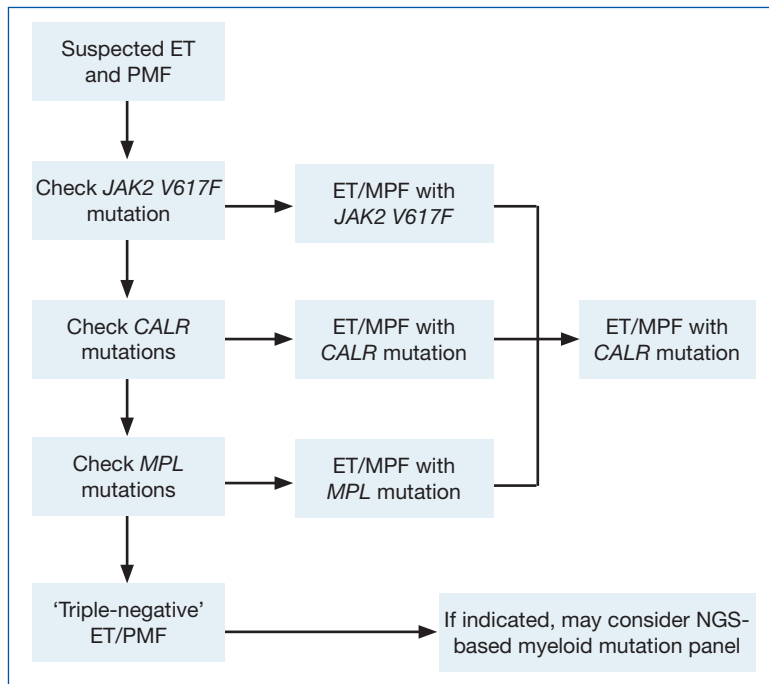 Suspected ET
and PMF
Check JAK2 V617F
mutation
ET/MPF with
JAK2 V617F
Check CALR
mutations
ET/MPF with
CALR mutation
ET/MPF with
CALR mutation
Check MPL
mutations
ET/MPF with
MPL mutation
‘Triple-negative’
ET/PMF
If indicated, may consider NGS-
based myeloid mutation panel